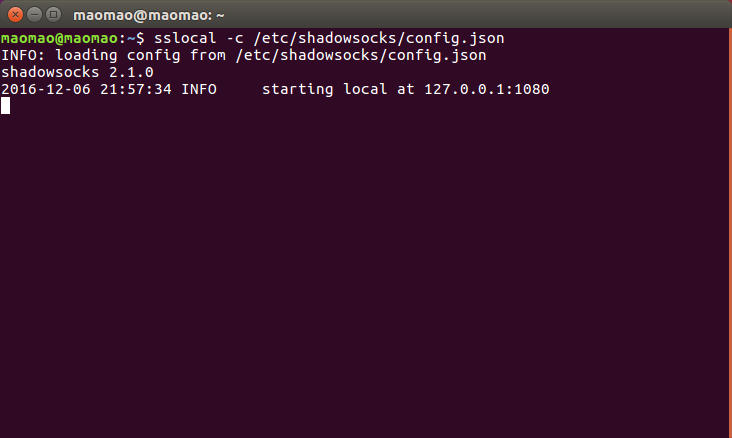 maomao@maomao: ~
maomao@maomao:~$ sslocal -c /etc/shadowsocks/config.json
INFO: loading config from /etc/shadowsocks/config.json
shadowsocks 2.1.0
2016-12-06 21:57:34 INFO     starting local at 127.0.0.1:1080